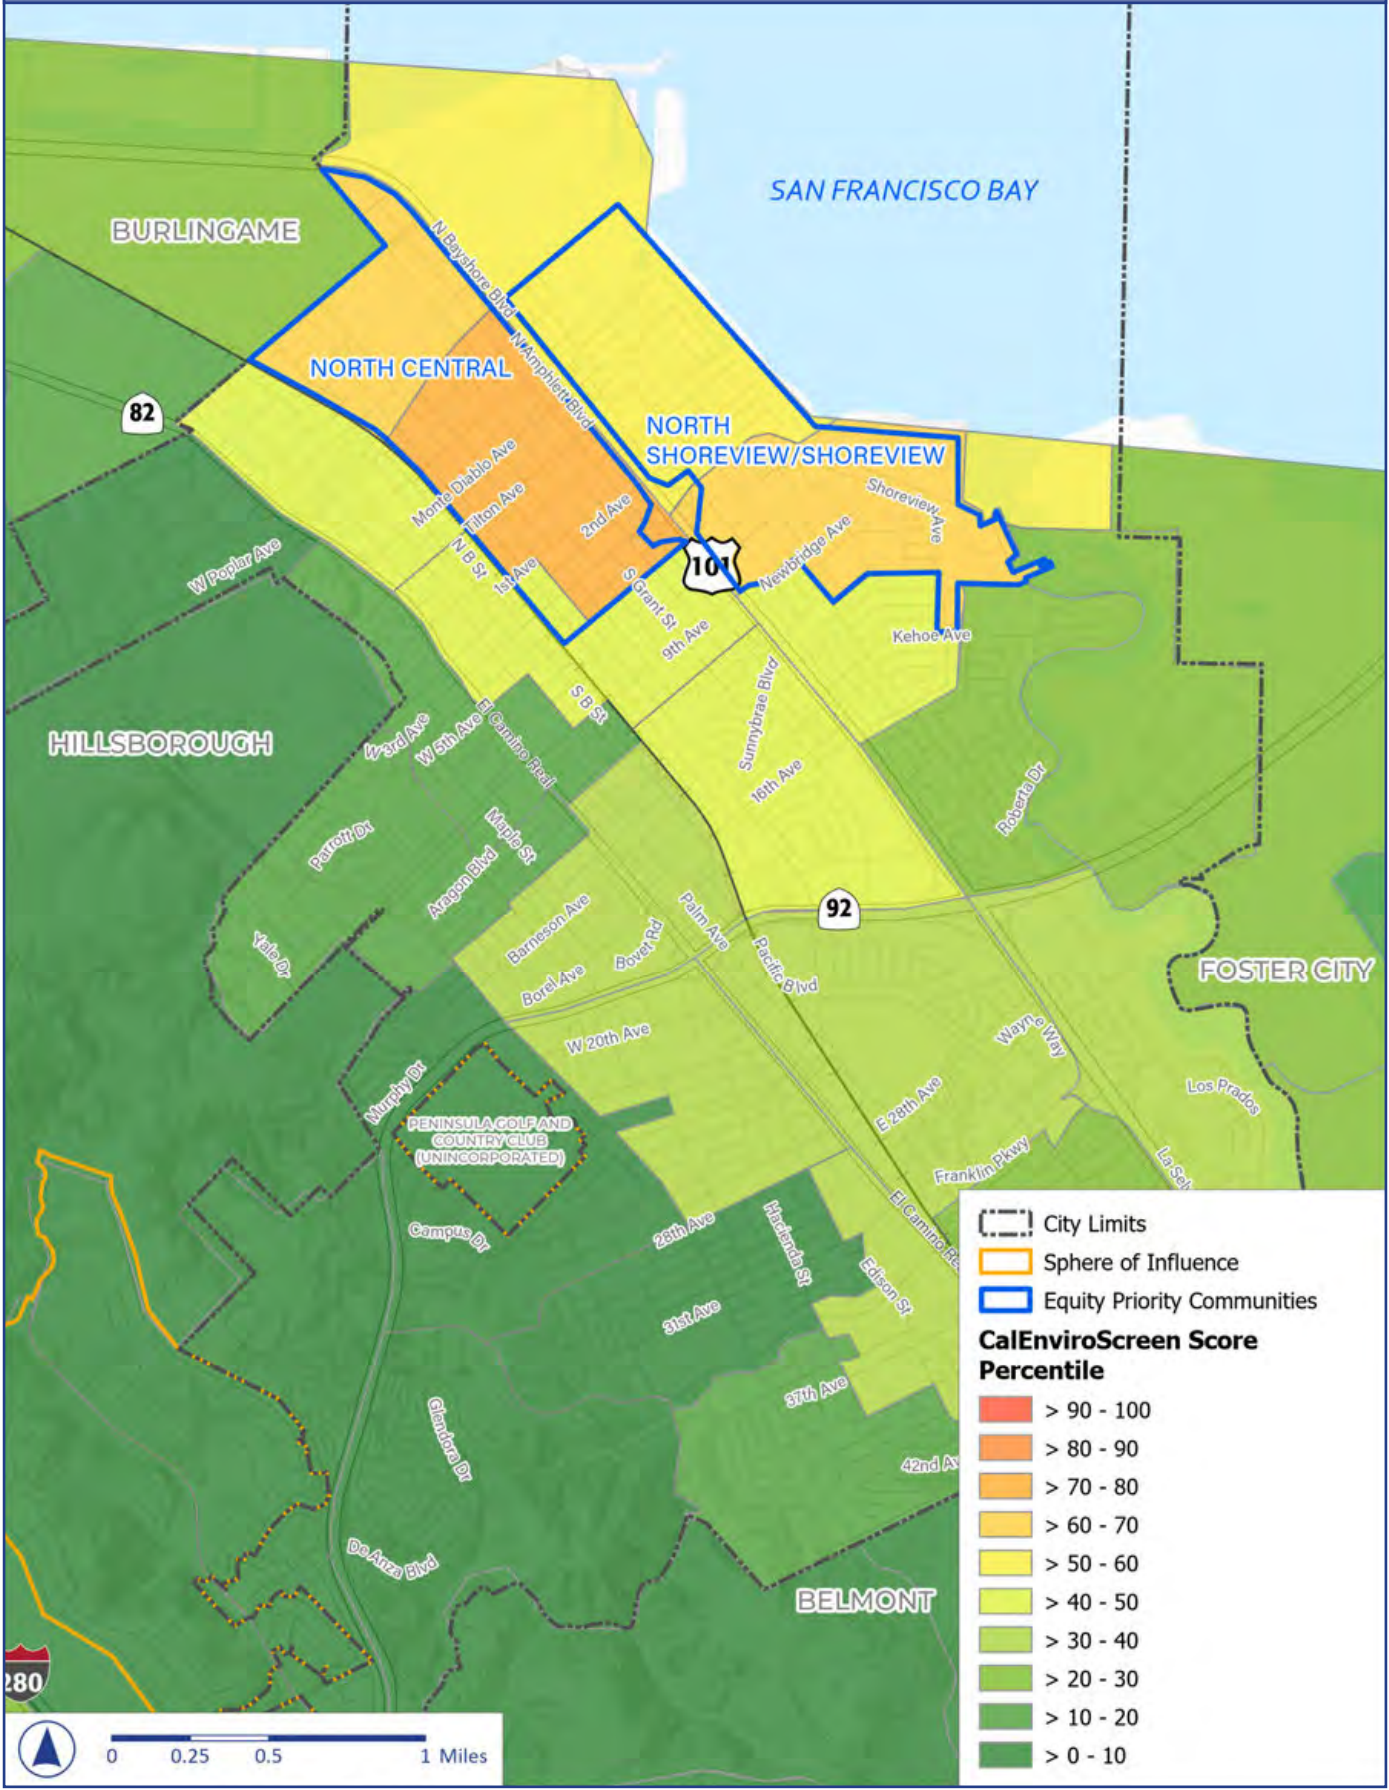 SAN FRANCISCO BAY
BURLINGAME
N Bayshore Blvd
NORTH CENTRAL
N Amphlett Blvd
82
NORTH
SHOREVIEW/SHOREVIEW
Monte Diablo Ave
Tilton Ave
2nd Ave
Shoreview Ave
N B St
1st Ave
101
Newbridge Ave
W Poplar Ave
S Grant St
9th Ave
Kehoe Ave
HILLSBOROUGH
W 3rd Ave
W 5th Ave
El Camino Real
S B St
Sunnybrae Blvd
16th Ave
Roberta Dr
Parrott Dr
Maple St
Aragon Blvd
92
Yale Dr
Barneson Ave
Bovet Rd
Palm Ave
Borel Ave
Pacific Blvd
FOSTER CITY
W 20th Ave
Wayne Way
Murphy Dr
E 28th Ave
Los Prados
PENINSULA GOLF AND
COUNTRY CLUB
(UNINCORPORATED)
Franklin Pkwy
La Selv
Campus Dr
28th Ave
Hacienda St
El Camino Re
Edison St
31st Ave
37th Ave
Glendora Dr
42nd Av
De Anza Blvd
BELMONT
280
City Limits
Sphere of Influence
Equity Priority Communities
CalEnviroScreen Score
Percentile
> 90 - 100
> 80 - 90
> 70 - 80
> 60 - 70
> 50 - 60
> 40 - 50
> 30 - 40
> 20 - 30
> 10 - 20
> 0 - 10
0 0.25 0.5 1 Miles